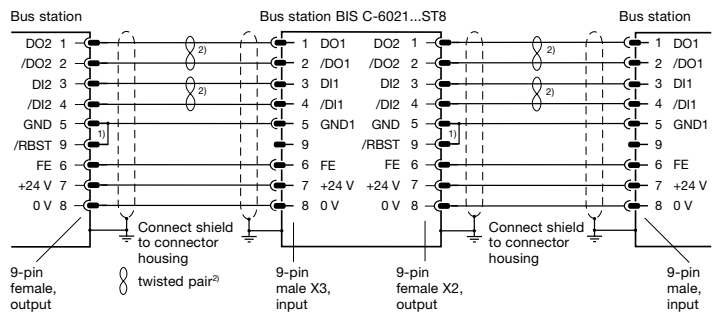 Bus station Bus station BIS C-6021...ST8 Bus station
DO2 1 2) 1 DO1 DO2 1 2) 1 DO1
/DO2 2 2 /DO1 /DO2 2 2 /DO1
DI2 3 2) 3 DI1 DI2 3 2) 3 DI1
/DI2 4 4 /DI1 /DI2 4 4 /DI1
GND 5 5 GND1 GND 5 5 GND1
1) 1)
/RBST 9 9 /RBST 9 9
FE 6 6 FE FE 6 6 FE
+24 V 7 7 +24 V +24 V 7 7 +24 V
0 V 8 8 0 V 0 V 8 8 0 V
Connect shield
to connector
housing
Connect shield
to connector
housing
9-pin
female,
output
twisted pair2)
9-pin
male X3,
input
9-pin
female X2,
output
9-pin
male,
input